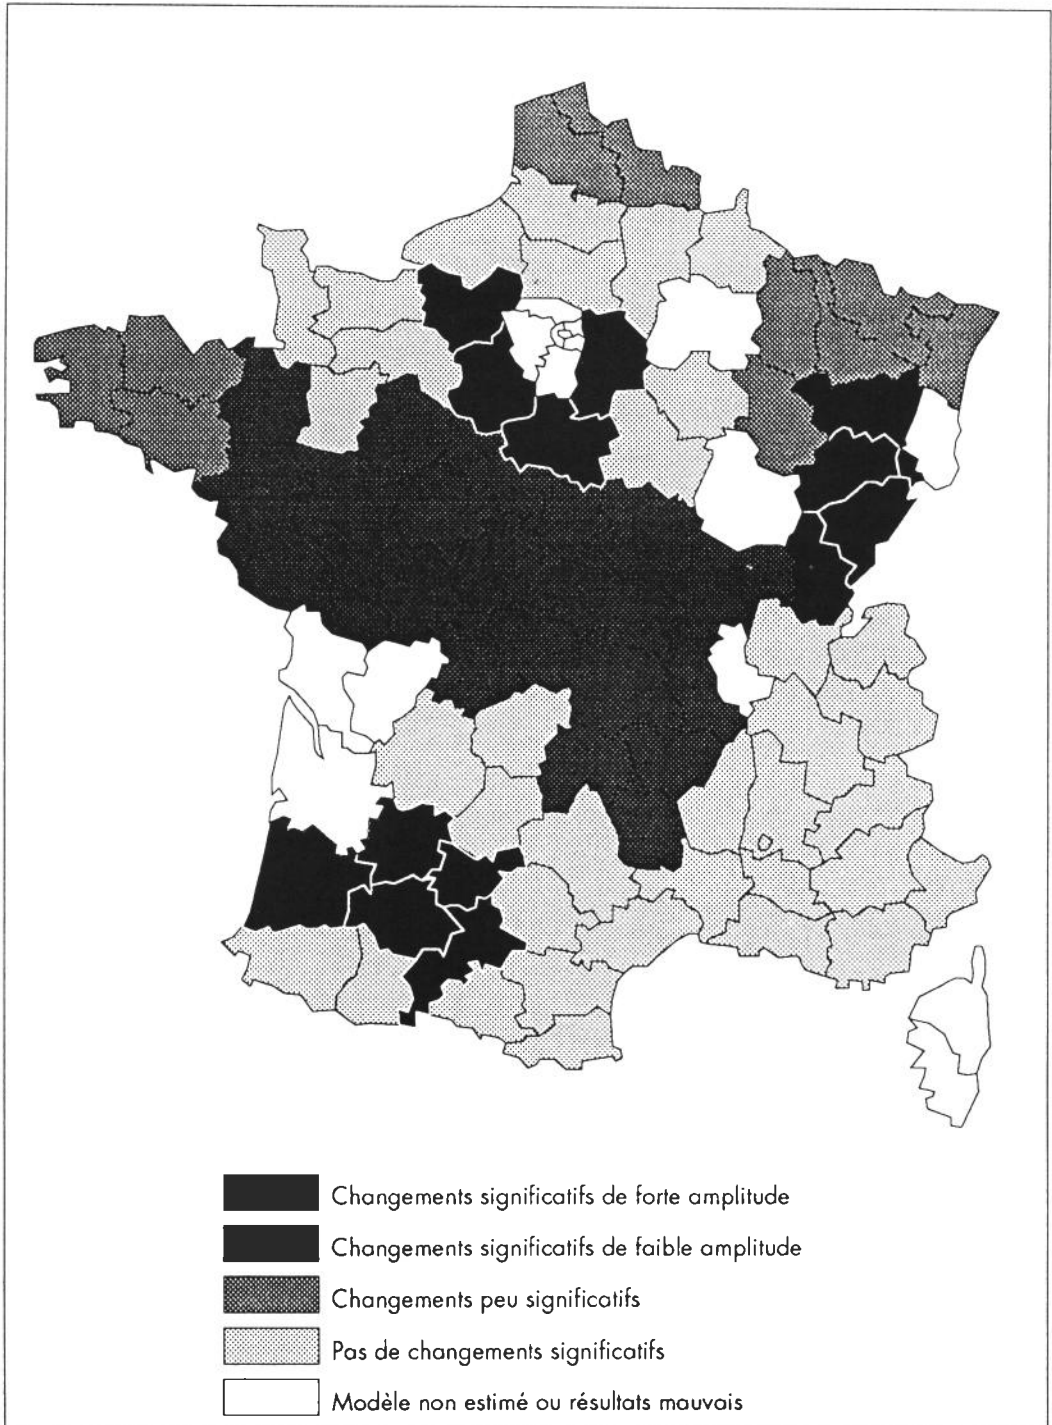 Changements significatifs de forte amplitude
Changements significatifs de faible amplitude
Changements peu significatifs
Pas de changements significatifs
Modèle non estimé ou résultats mauvais